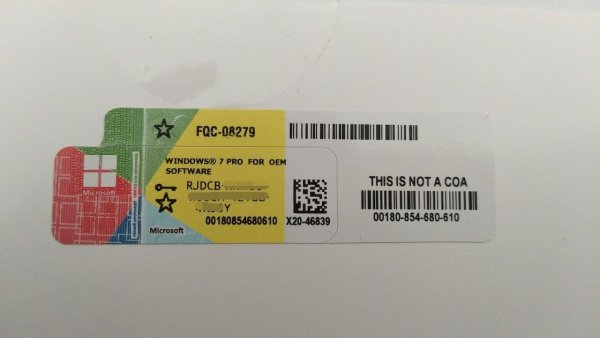 FQC-08279
WINDOWS® 7 PRO FOR OEM
SOFTWARE
RJDCB
00180854680610
X20-46839
Microsoft
Microsoft
THIS IS NOT A COA
00180-854-680-610